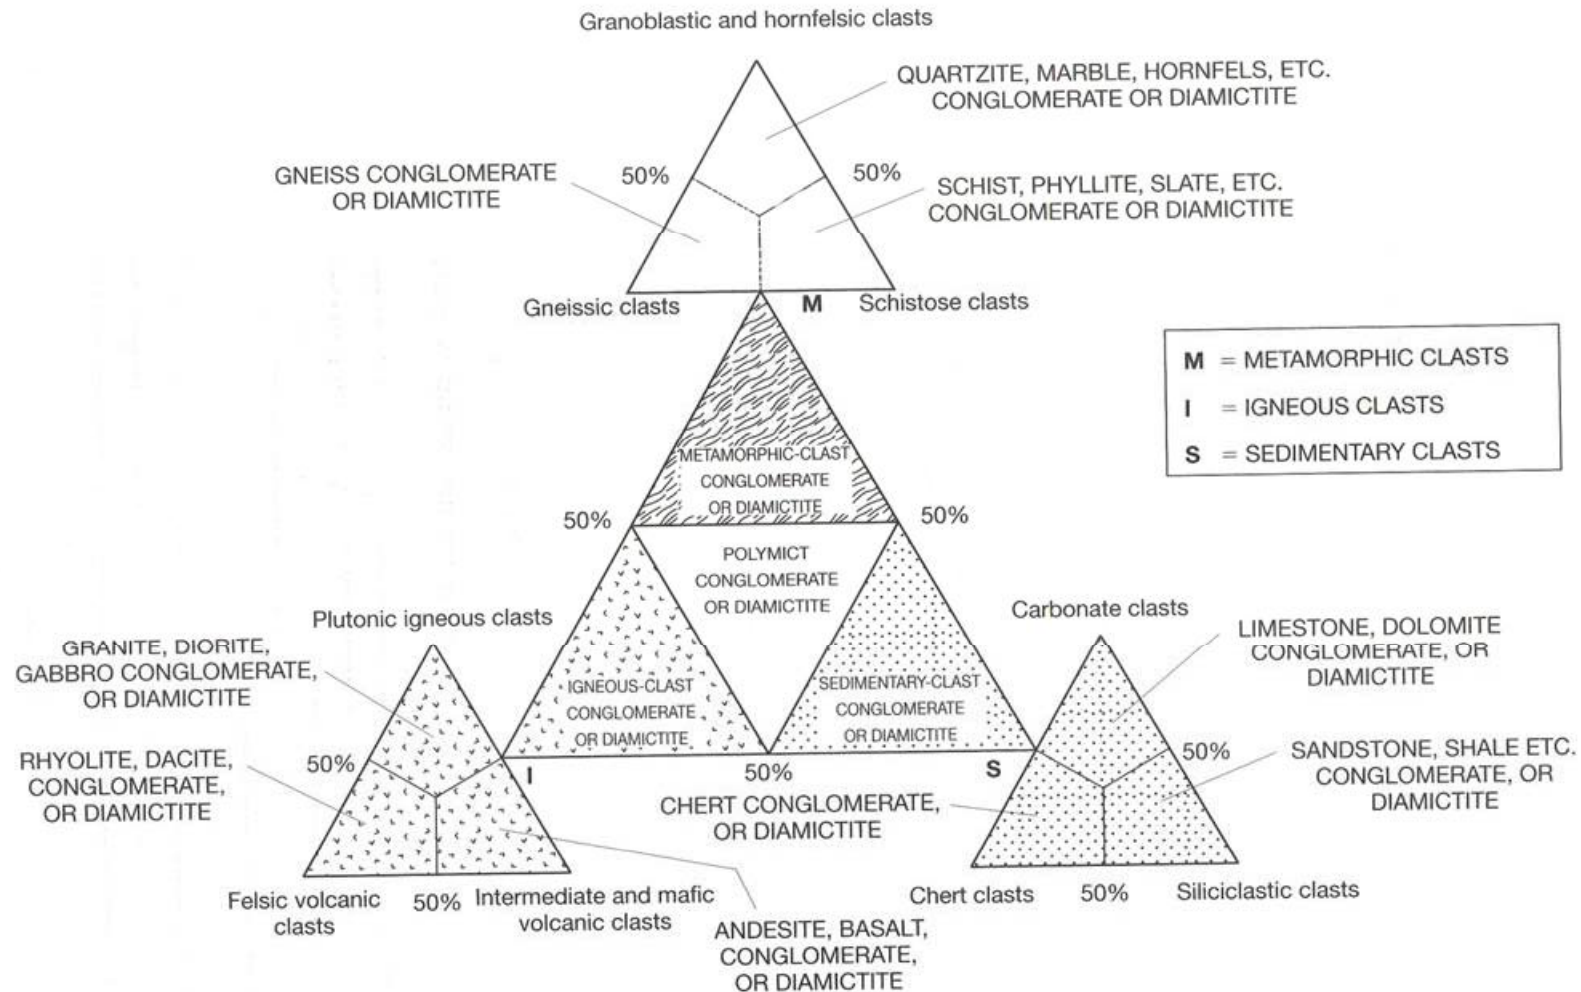 Granoblastic and hornfelsic clasts
QUARTZITE, MARBLE, HORNFELS, ETC.
CONGLOMERATE OR DIAMICTITE
GNEISS CONGLOMERATE
OR DIAMICTITE
50%
50%
SCHIST, PHYLLITE, SLATE, ETC.
CONGLOMERATE OR DIAMICTITE
Gneissic clasts
M
Schistose clasts
M = METAMORPHIC CLASTS
I = IGNEOUS CLASTS
S = SEDIMENTARY CLASTS
METAMORPHIC-CLAST
CONGLOMERATE
OR DIAMICTITE
50%
50%
POLYMICT
CONGLOMERATE
OR DIAMICTITE
Plutonic igneous clasts
GRANITE, DIORITE,
GABBRO CONGLOMERATE,
OR DIAMICTITE
IGNEOUS-CLAST
CONGLOMERATE
OR DIAMICTITE
SEDIMENTARY-CLAST
CONGLOMERATE
OR DIAMICTITE
Carbonate clasts
LIMESTONE, DOLOMITE
CONGLOMERATE, OR
DIAMICTITE
RHYOLITE, DACITE,
CONGLOMERATE,
OR DIAMICTITE
50%
I
50%
S
50%
SANDSTONE, SHALE ETC.
CONGLOMERATE, OR
DIAMICTITE
CHERT CONGLOMERATE,
OR DIAMICTITE
Felsic volcanic
clasts
50%
Intermediate and mafic
volcanic clasts
Chert clasts
50%
Siliciclastic clasts
ANDESITE, BASALT,
CONGLOMERATE,
OR DIAMICTITE